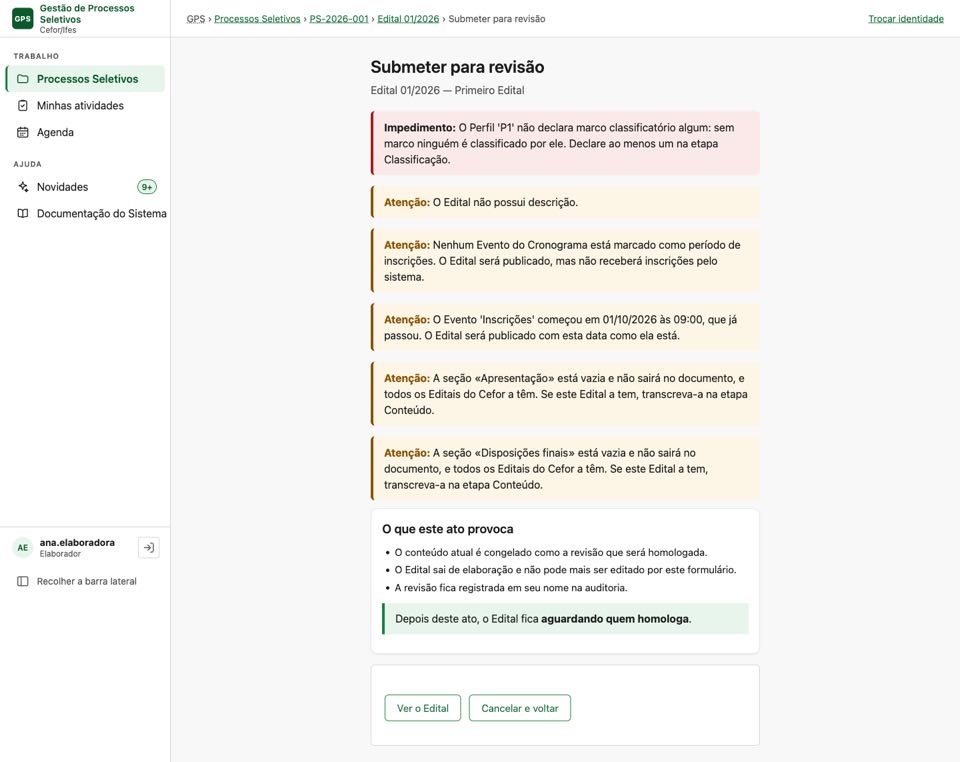 GPS
Gestão de Processos
Seletivos
Cefor/Ifes
GPS › Processos Seletivos › PS-2026-001 › Edital 01/2026 › Submeter para revisão
Trocar identidade
TRABALHO
Processos Seletivos
Minhas atividades
Agenda
AJUDA
Novidades
9+
Documentação do Sistema
Submeter para revisão
Edital 01/2026 — Primeiro Edital
Impedimento: O Perfil 'P1' não declara marco classificatório algum: sem
marco ninguém é classificado por ele. Declare ao menos um na etapa
Classificação.
Atenção: O Edital não possui descrição.
Atenção: Nenhum Evento do Cronograma está marcado como período de
inscrições. O Edital será publicado, mas não receberá inscrições pelo
sistema.
Atenção: O Evento 'Inscrições' começou em 01/10/2026 às 09:00, que já
passou. O Edital será publicado com esta data como ela está.
Atenção: A seção «Apresentação» está vazia e não sairá no documento, e
todos os Editais do Cefor a têm. Se este Edital a tem, transcreva-a na etapa
Conteúdo.
Atenção: A seção «Disposições finais» está vazia e não sairá no
documento, e todos os Editais do Cefor a têm. Se este Edital a tem,
transcreva-a na etapa Conteúdo.
O que este ato provoca
• O conteúdo atual é congelado como a revisão que será homologada.
• O Edital sai de elaboração e não pode mais ser editado por este formulário.
• A revisão fica registrada em seu nome na auditoria.
Depois deste ato, o Edital fica aguardando quem homologa.
Ver o Edital
Cancelar e voltar
AE
ana.elaboradora
Elaborador
Recolher a barra lateral